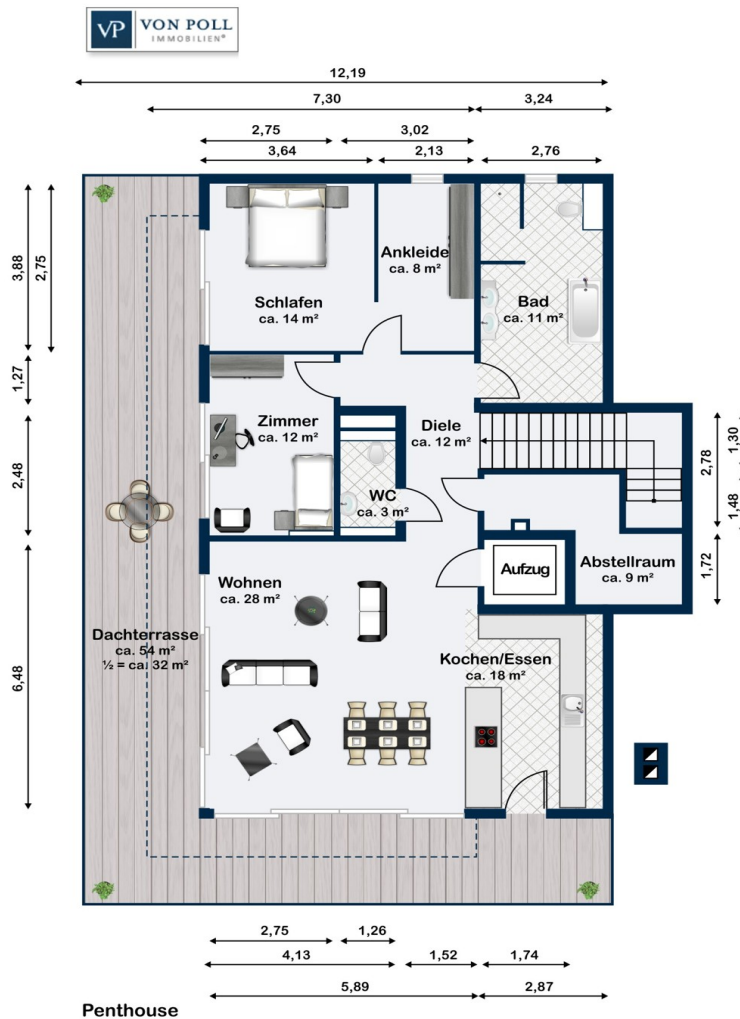 VP VON POLL
IMMOBILIEN®
12,19
7,30 3,24
2,75 3,02
3,64 2,13 2,76
3,88
2,75
1,27
2,48
6,48
Schlafen
ca. 14 m²
Ankleide
ca. 8 m²
Bad
ca. 11 m²
Zimmer
ca. 12 m²
Diele
ca. 12 m²
WC
ca. 3 m²
2,78
1,30
1,48
1,72
Aufzug
Abstellraum
ca. 9 m²
Wohnen
ca. 28 m²
Dachterrasse
ca. 54 m²
½ = ca. 32 m²
Kochen/Essen
ca. 18 m²
2,75 1,26
4,13 1,52 1,74
5,89 2,87
Penthouse